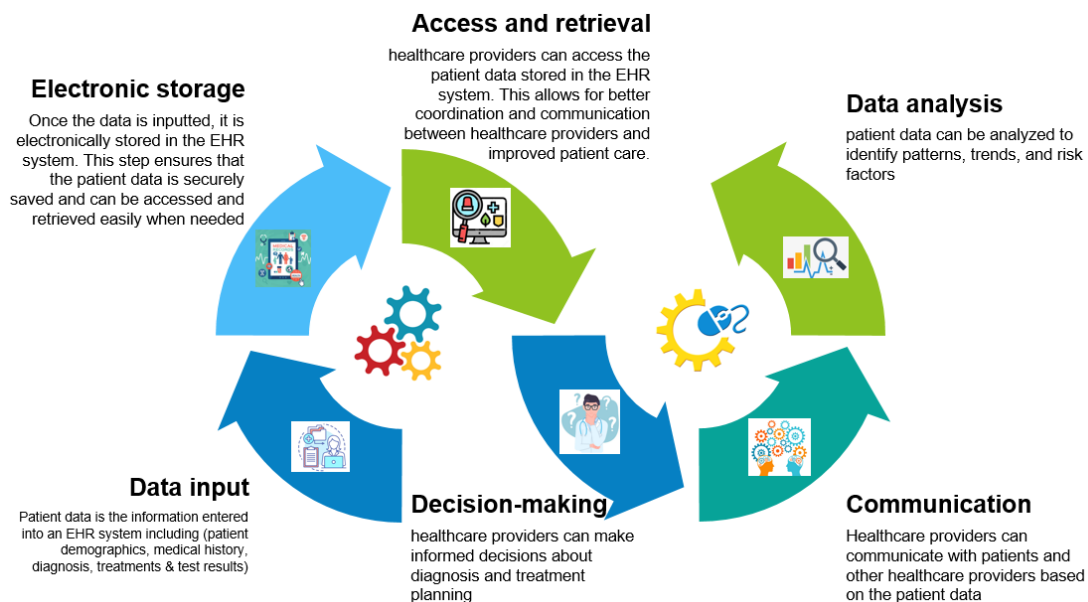 Access and retrieval
healthcare providers can access the
patient data stored in the EHR
system. This allows for better
coordination and communication
between healthcare providers and
improved patient care.
Electronic storage
Once the data is inputted, it is
electronically stored in the EHR
system. This step ensures that
the patient data is securely
saved and can be accessed and
retrieved easily when needed
Data analysis
patient data can be analyzed to
identify patterns, trends, and risk
factors
MEDICAL
Data input
Patient data is the information entered
into an EHR system including (patient
demographics, medical history,
diagnosis, treatments & test results)
Decision-making
healthcare providers can make
informed decisions about
diagnosis and treatment
planning
Communication
Healthcare providers can
communicate with patients and
other healthcare providers based
on the patient data